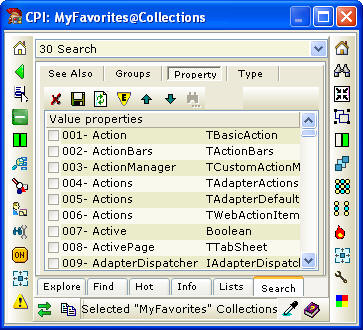 CPI: MyFavorites@Collections
30 Search
See Also Groups Property Type
E
Value properties
001- Action TBasicAction
002- ActionBars TActionBars
003- ActionManager TCustomActionM
004- Actions TAdapterActions
005- Actions TAdapterDefault
006- Actions TWebActionItem
007- Active Boolean
008- ActivePage TTabSheet
009- AdapterDispatcher IAdapterDispatc
ON
Explore Find Hot Info Lists Search
Selected "MyFavorites" Collections